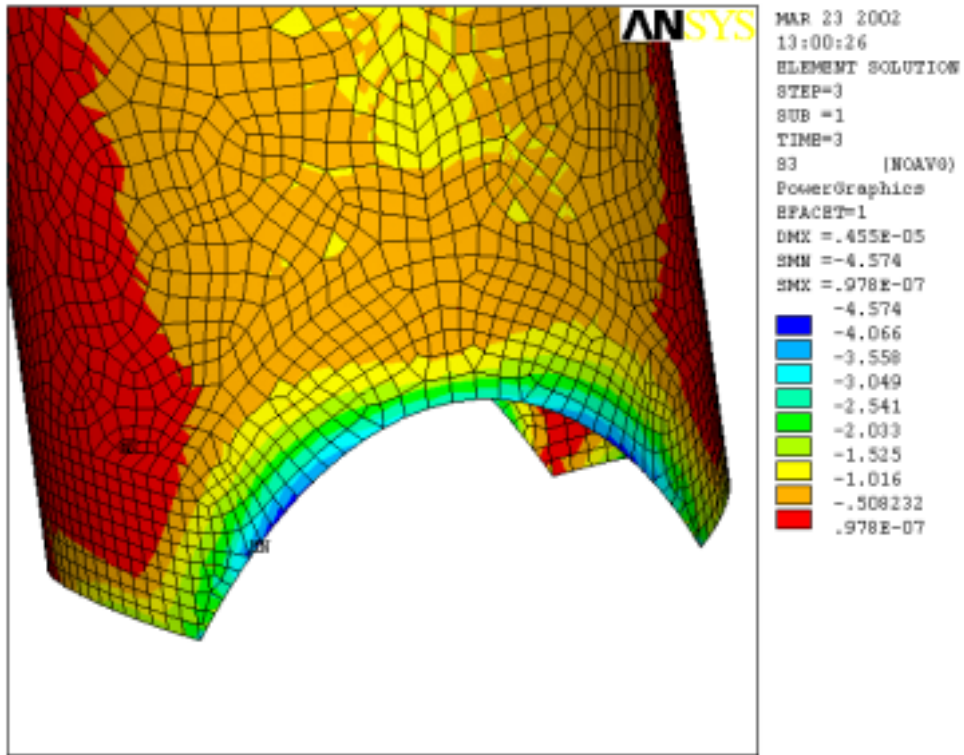 ANSYS
MAR 23 2002
13:00:26
ELEMENT SOLUTION
STEP=3
SUB =1
TIME=3
S3 (NOAVG)
PowerGraphics
EFACET=1
DMX =.455E-05
SMN =-4.574
SMX =.978E-07
-4.574
-4.066
-3.558
-3.049
-2.541
-2.033
-1.525
-1.016
-.508232
.978E-07